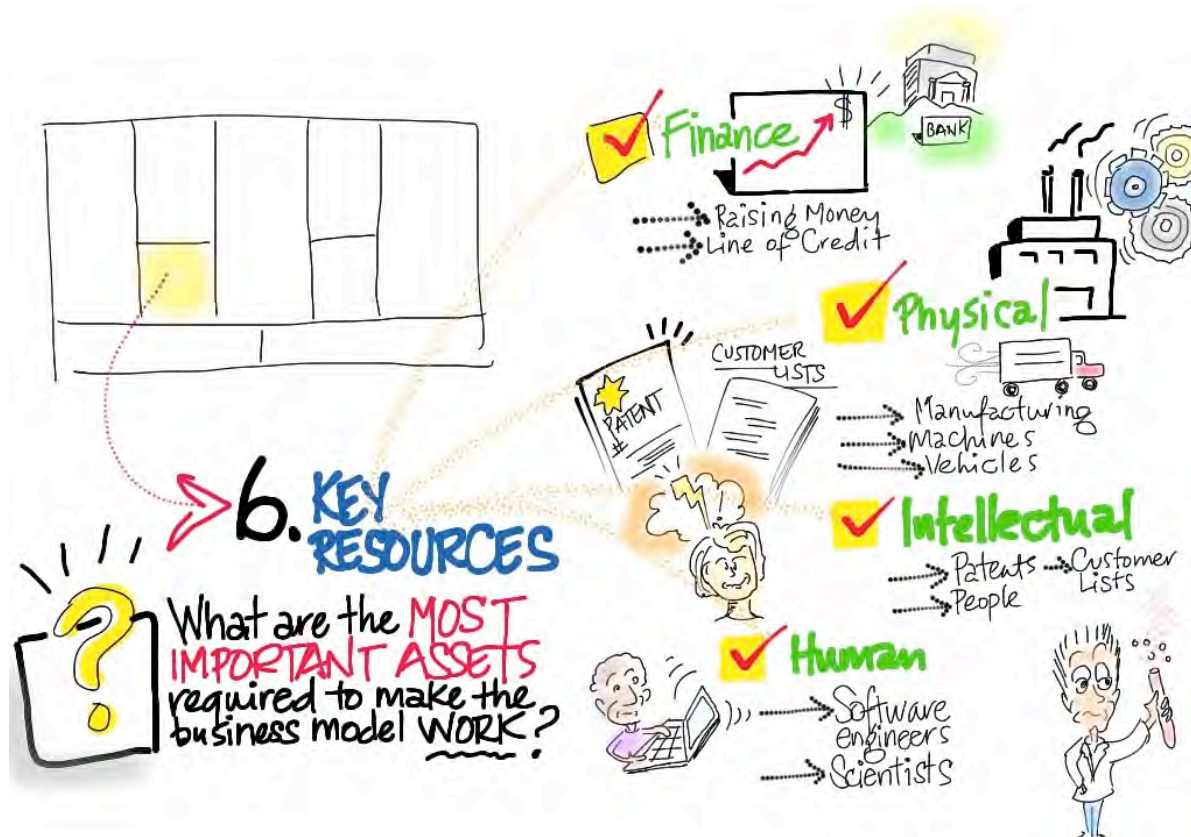 6. KEY
RESOURCES
?
What are the MOST
IMPORTANT ASSETS
required to make the
business model WORK?
Finance
$
BANK
Raising Money
Line of Credit
Physical
Manufacturing
Machines
Vehicles
PATENT
#
CUSTOMER
LISTS
Intellectual
Patents Customer
Lists
People
Human
Software
engineers
Scientists